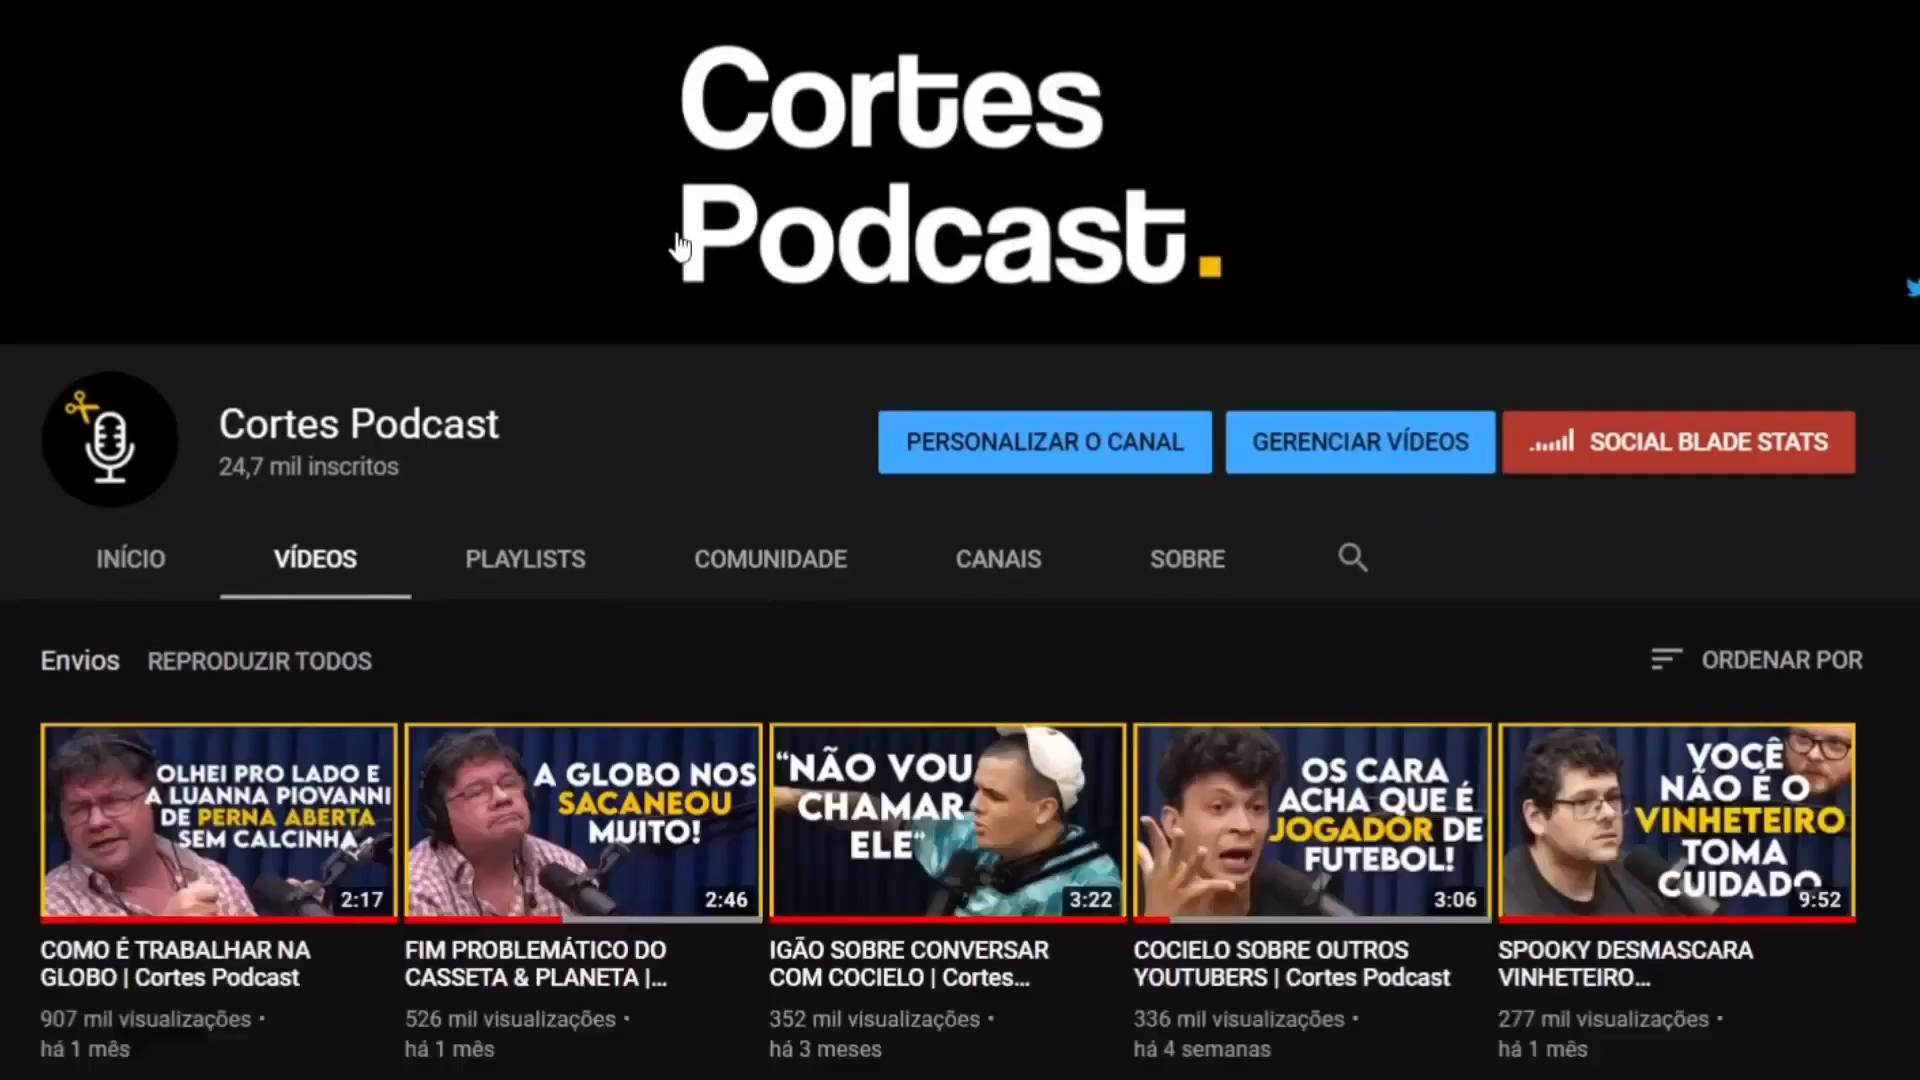 Cortes
Podcast.
Cortes Podcast
24,7 mil inscritos
PERSONALIZAR O CANAL
GERENCIAR VÍDEOS
SOCIAL BLADE STATS
INÍCIO
VÍDEOS
PLAYLISTS
COMUNIDADE
CANAIS
SOBRE
Envios
REPRODUZIR TODOS
ORDENAR POR
OLHEI PRO LADO E
A LUANNA PIOVANNI
DE PERNA ABERTA
SEM CALCINHA
2:17
COMO É TRABALHAR NA
GLOBO | Cortes Podcast
907 mil visualizações •
há 1 mês
A GLOBO NOS
SACANEOU
MUITO!
2:46
FIM PROBLEMÁTICO DO
CASSETA & PLANETA |...
526 mil visualizações •
há 1 mês
“NÃO VOU
CHAMAR
ELE“
3:22
IGÃO SOBRE CONVERSAR
COM COCIELO | Cortes...
352 mil visualizações •
há 3 meses
OS CARA
ACHA QUE É
JOGADOR DE
FUTEBOL!
3:06
COCIELO SOBRE OUTROS
YOUTUBERS | Cortes Podcast
336 mil visualizações •
há 4 semanas
VOCÊ
NÃO É O
VINHETEIRO
TOMA
CUIDADO
9:52
SPOOKY DESMASCARA
VINHETEIRO...
277 mil visualizações •
há 1 mês